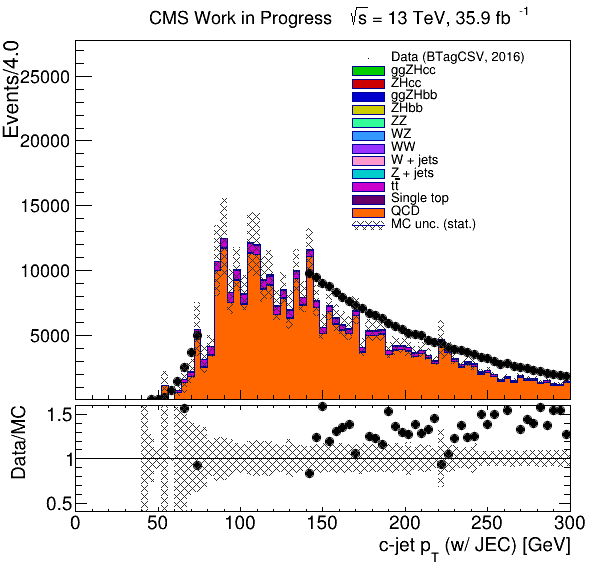 CMS Work in Progress √s = 13 TeV, 35.9 fb⁻¹
Events/4.0
25000
20000
15000
10000
5000
Data (BTagCSV, 2016)
ggZHcc
ZHcc
ggZHbb
ZHbb
ZZ
WZ
WW
W + jets
Z + jets
tt̄
Single top
QCD
MC unc. (stat.)
Data/MC
1.5
1
0.5
0 50 100 150 200 250 300
c-jet p_T (w/ JEC) [GeV]